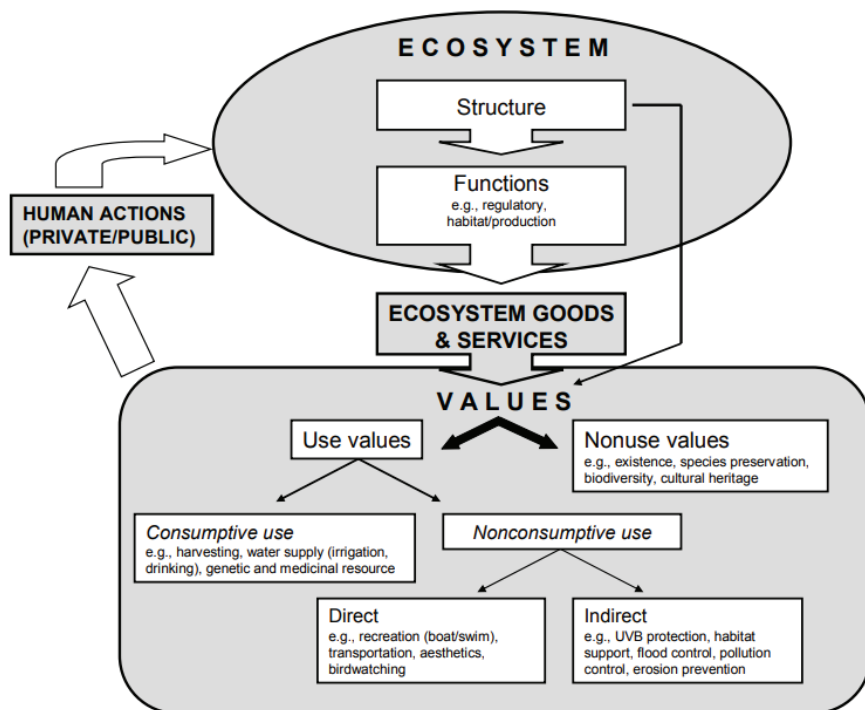 ECOSYSTEM
Structure
Functions
e.g., regulatory,
habitat/production
HUMAN ACTIONS
(PRIVATE/PUBLIC)
ECOSYSTEM GOODS
& SERVICES
VALUES
Use values
Nonuse values
e.g., existence, species preservation,
biodiversity, cultural heritage
Consumptive use
e.g., harvesting, water supply (irrigation,
drinking), genetic and medicinal resource
Nonconsumptive use
Direct
e.g., recreation (boat/swim),
transportation, aesthetics,
birdwatching
Indirect
e.g., UVB protection, habitat
support, flood control, pollution
control, erosion prevention